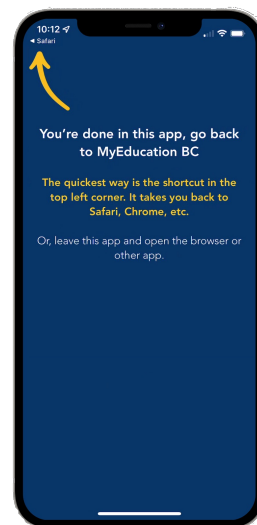 10:12
◄ Safari
You're done in this app, go back
to MyEducation BC
The quickest way is the shortcut in the
top left corner. It takes you back to
Safari, Chrome, etc.
Or, leave this app and open the browser or
other app.